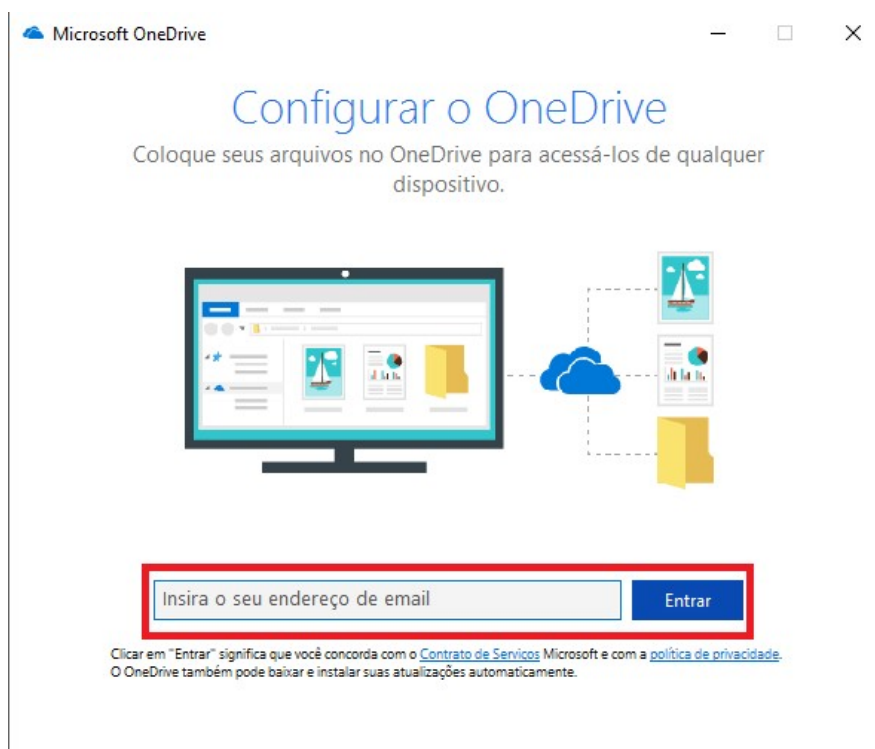 Microsoft OneDrive
Configurar o OneDrive
Coloque seus arquivos no OneDrive para acessá-los de qualquer
dispositivo.
Insira o seu endereço de email
Entrar
Clicar em "Entrar" significa que você concorda com o Contrato de Serviços Microsoft e com a política de privacidade.
O OneDrive também pode baixar e instalar suas atualizações automaticamente.